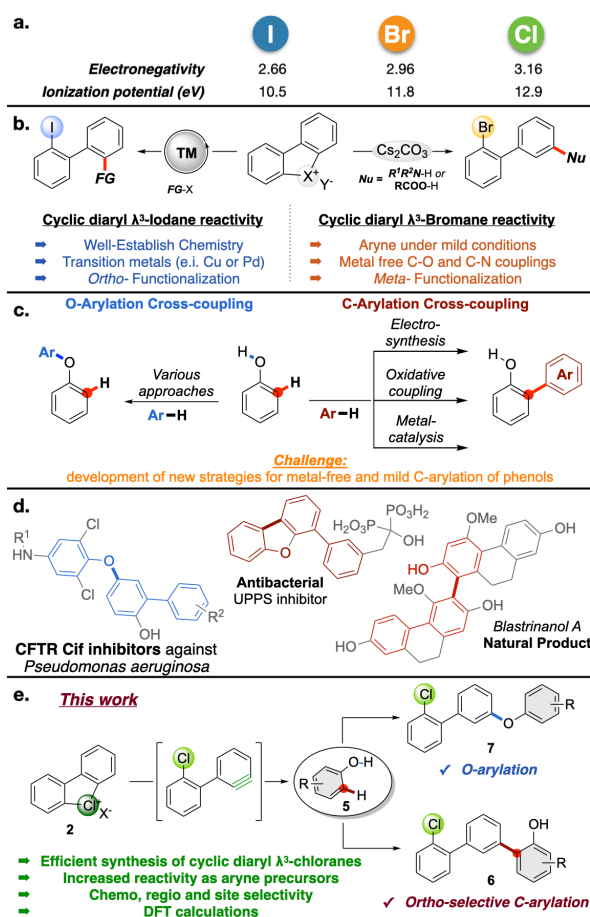 a.
I Br Cl
Electronegativity 2.66 2.96 3.16
Ionization potential (eV) 10.5 11.8 12.9
b.
I
FG
TM
FG-X
X+
Y-
Cs2CO3
Nu = R1R2N-H or
RCOO-H
Br
Nu
Cyclic diaryl λ³-Iodane reactivity
Well-Establish Chemistry
Transition metals (e.i. Cu or Pd)
Ortho- Functionalization
Cyclic diaryl λ³-Bromane reactivity
Aryne under mild conditions
Metal free C-O and C-N couplings
Meta- Functionalization
O-Arylation Cross-coupling C-Arylation Cross-coupling
c.
Ar
O
H
Various
approaches
Ar–H
H
O
H
Ar–H
Electro-
synthesis
Oxidative
coupling
Metal-
catalysis
H
O
Ar
Challenge:
development of new strategies for metal-free and mild C-arylation of phenols
d.
R1
HN
Cl
Cl
O
OH
R2
CFTR Cif inhibitors against
Pseudomonas aeruginosa
O
PO3H2
H2O3P
OH
Antibacterial
UPPS inhibitor
OMe
OH
HO
MeO
OH
HO
Blastrinanol A
Natural Product
e.
This work
Cl+
X-
2
Cl
O-H
R
H
5
Cl
O
R
7
✓ O-arylation
Cl
OH
R
6
✓ Ortho-selective C-arylation
Efficient synthesis of cyclic diaryl λ³-chloranes
Increased reactivity as aryne precursors
Chemo, regio and site selectivity
DFT calculations